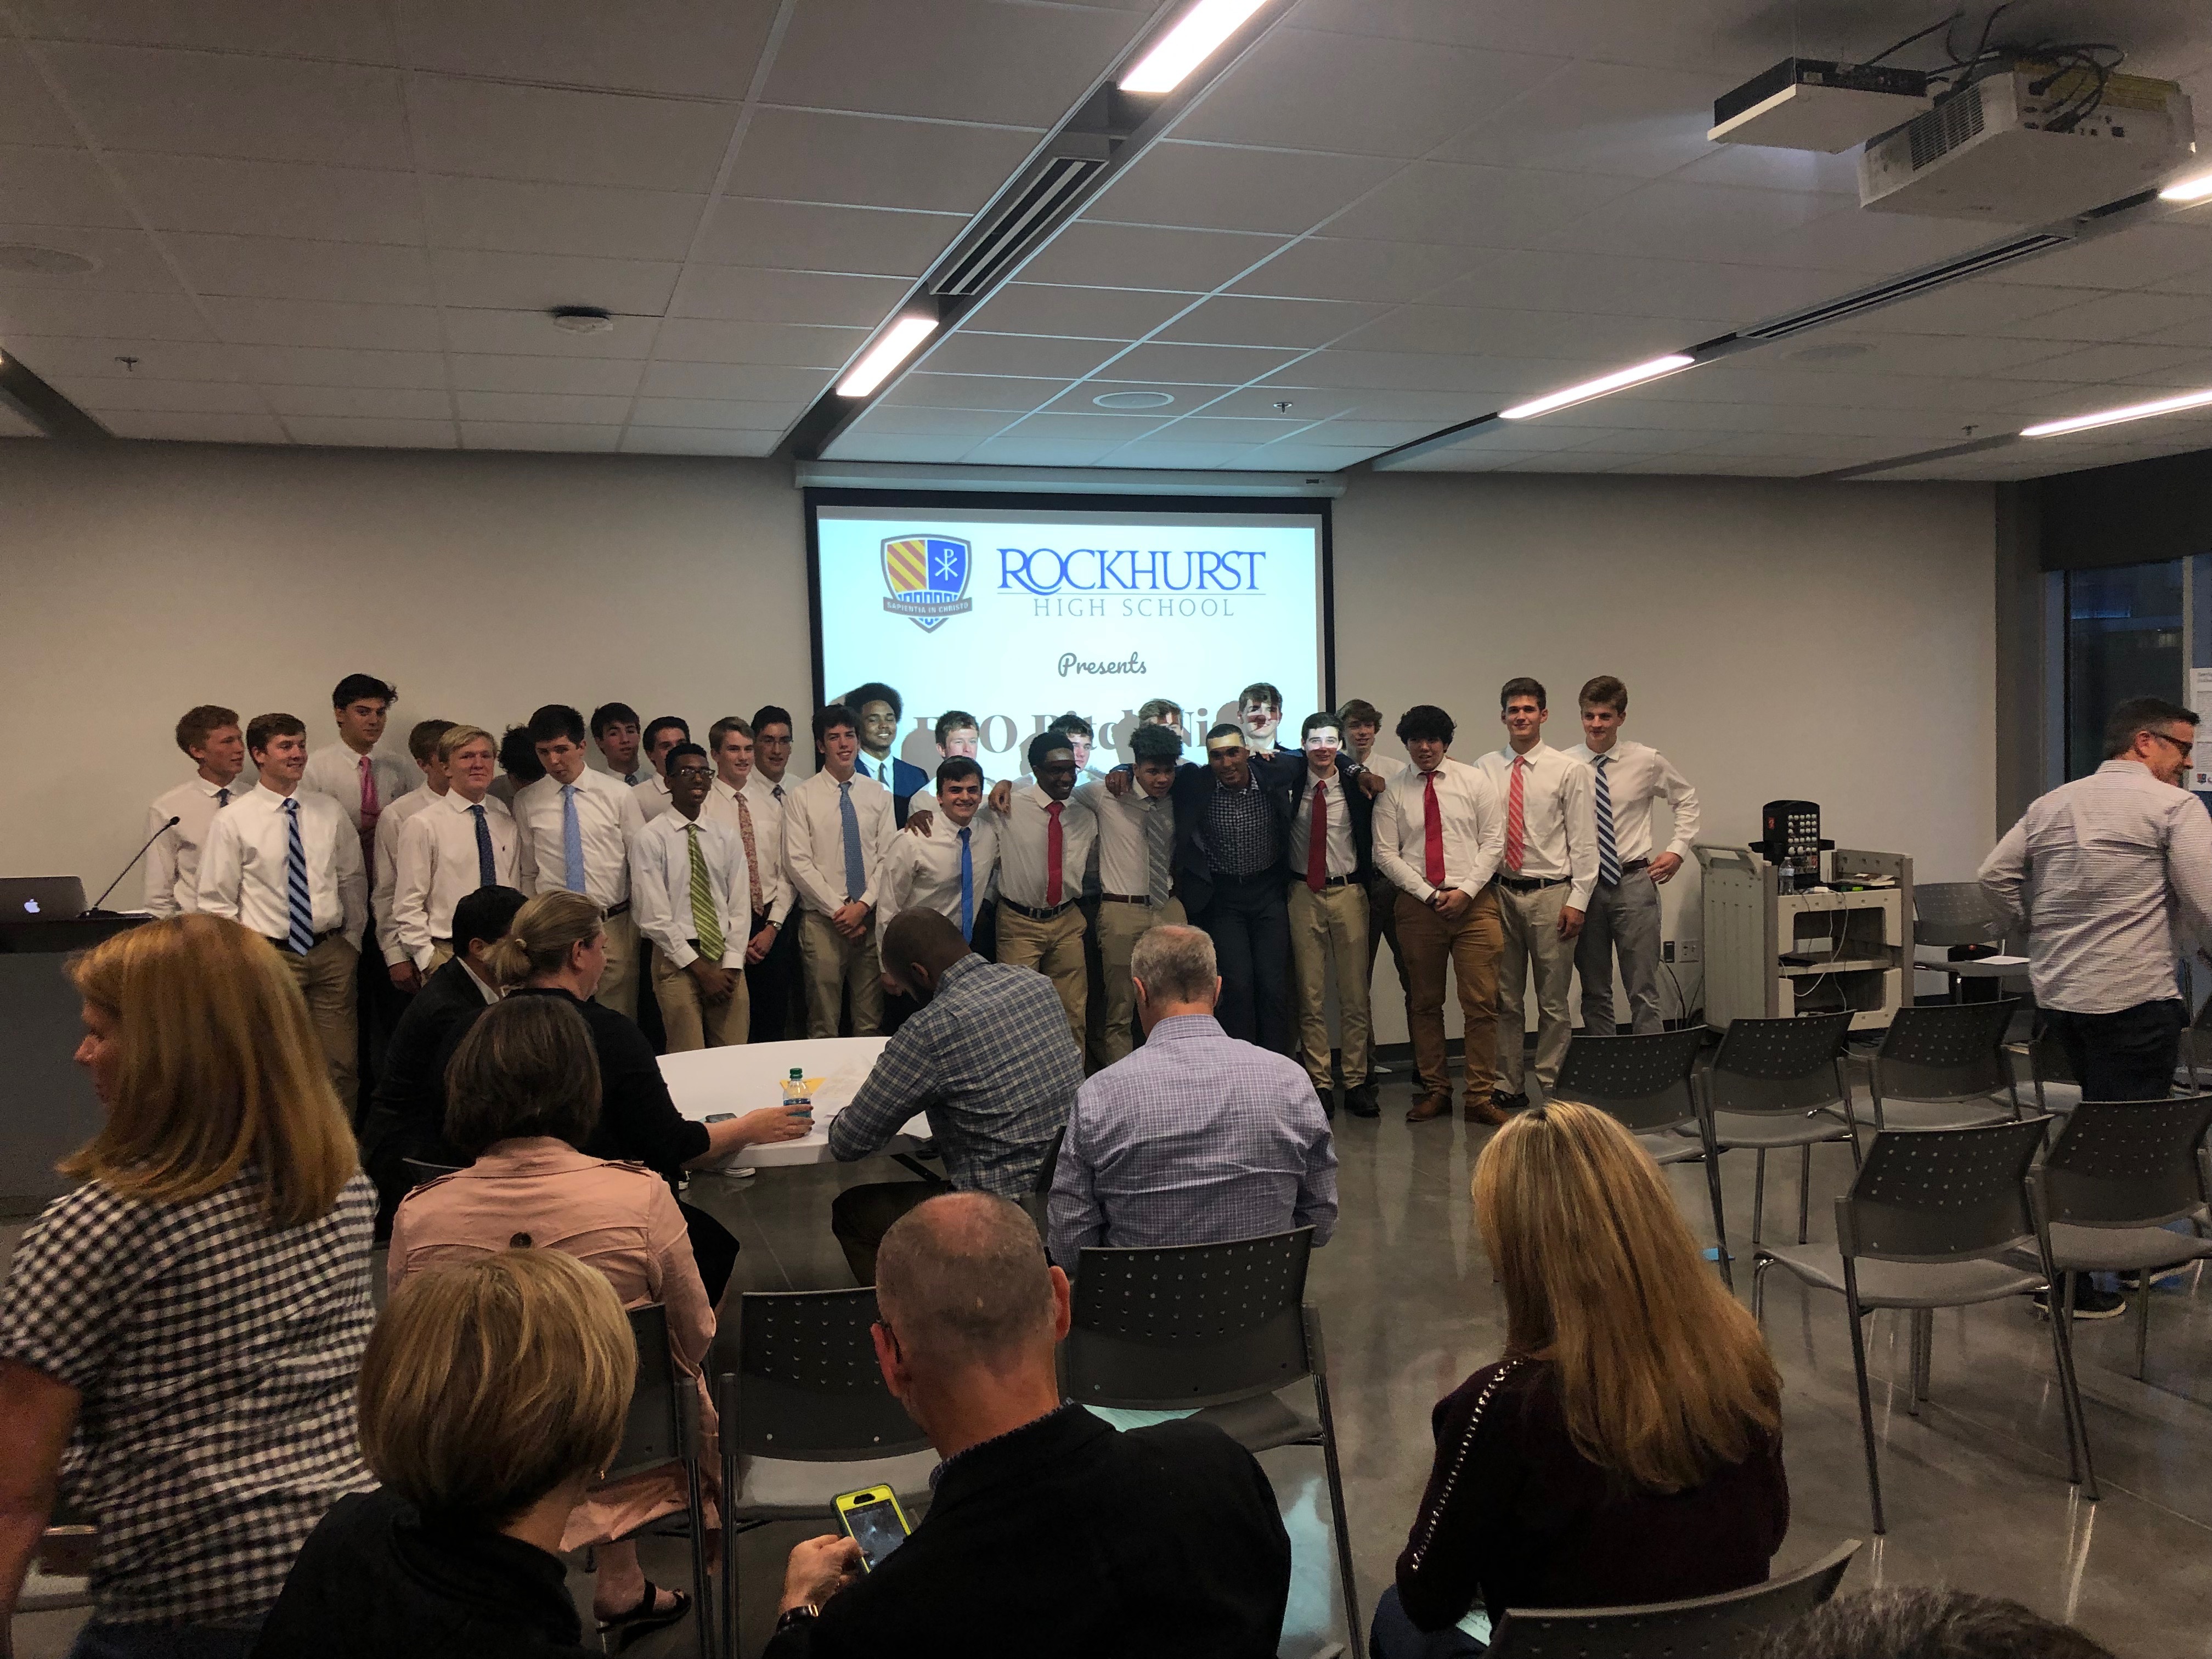 ROCKHURST
HIGH SCHOOL
SAPIENTIA IN CHRISTO
Presents